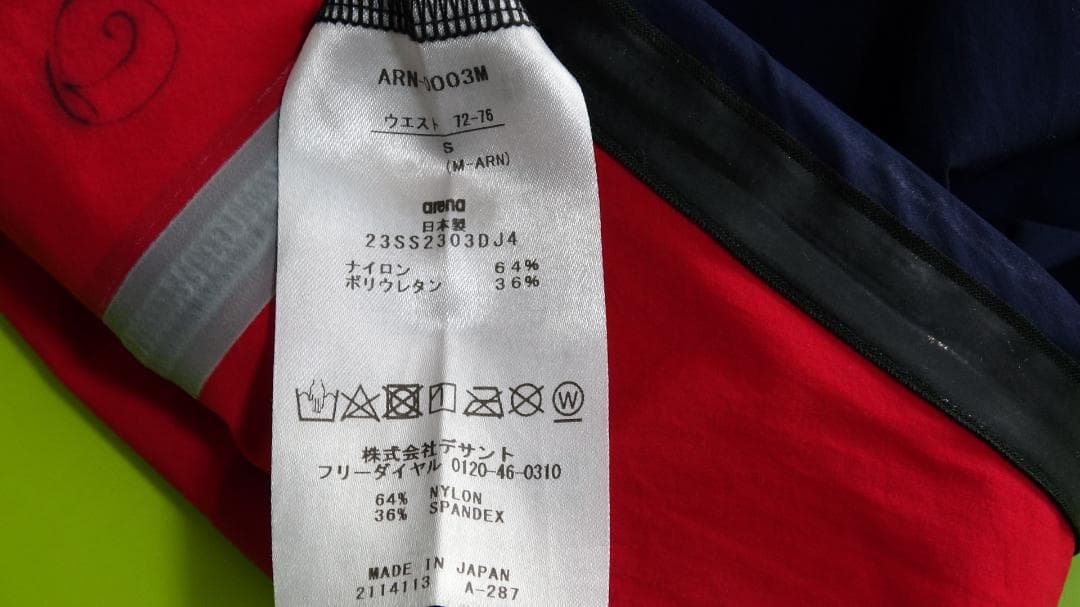 ARN-0003M
ウエスト 72-76
S
(M-ARN)
arena
日本製
23SS2303DJ4
ナイロン 64%
ポリウレタン 36%
W
株式会社デサント
フリーダイヤル 0120-46-0310
64% NYLON
36% SPANDEX
MADE IN JAPAN
2114113 A-287